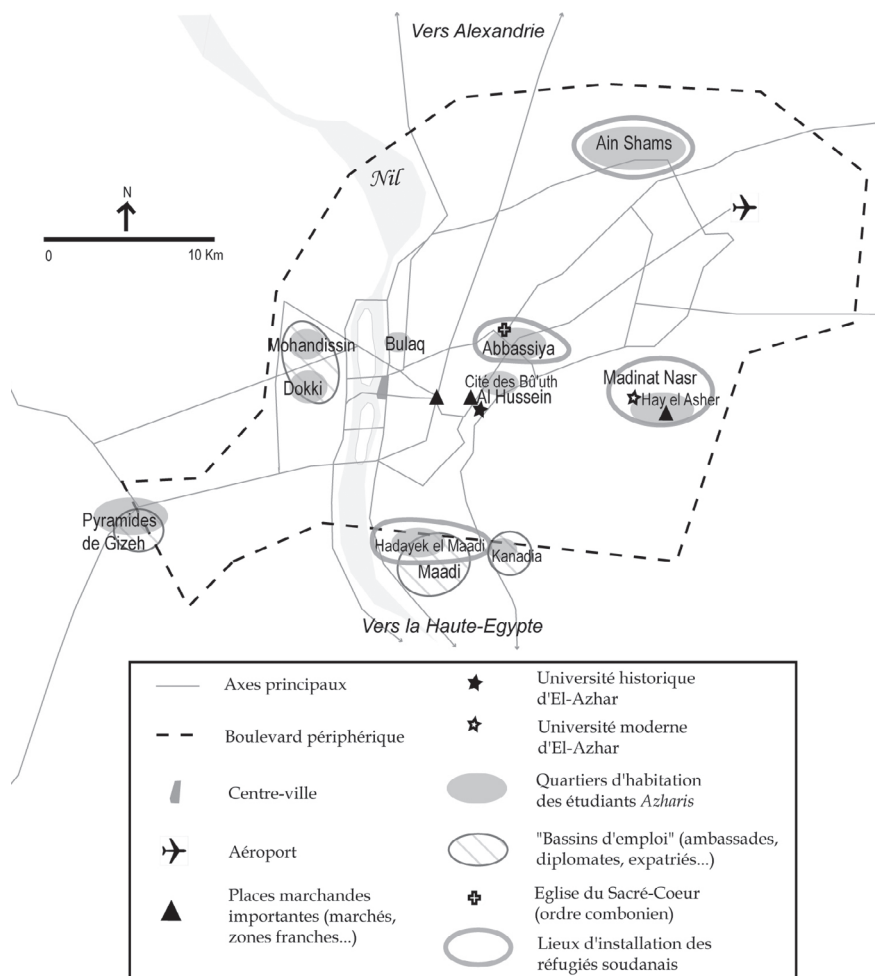 Vers Alexandrie
Ain Shams
Nïl
N
0
10 Km
Mohandissin
Bulaq
Abbassiya
Dokki
Cité des Bû'uth
Al Hussein
Madinat Nasr
Hay el Asher
Pyramides
de Gizeh
Hadayek el Maadi
Kanadia
Maadi
Vers la Haute-Egypte
Axes principaux
Boulevard périphérique
Centre-ville
Aéroport
Places marchandes
importantes (marchés,
zones franches...)
Université historique
d'El-Azhar
Université moderne
d'El-Azhar
Quartiers d'habitation
des étudiants Azharis
"Bassins d'emploi" (ambassades,
diplomates, expatriés...)
Eglise du Sacré-Coeur
(ordre combonien)
Lieux d'installation des
réfugiés soudanais